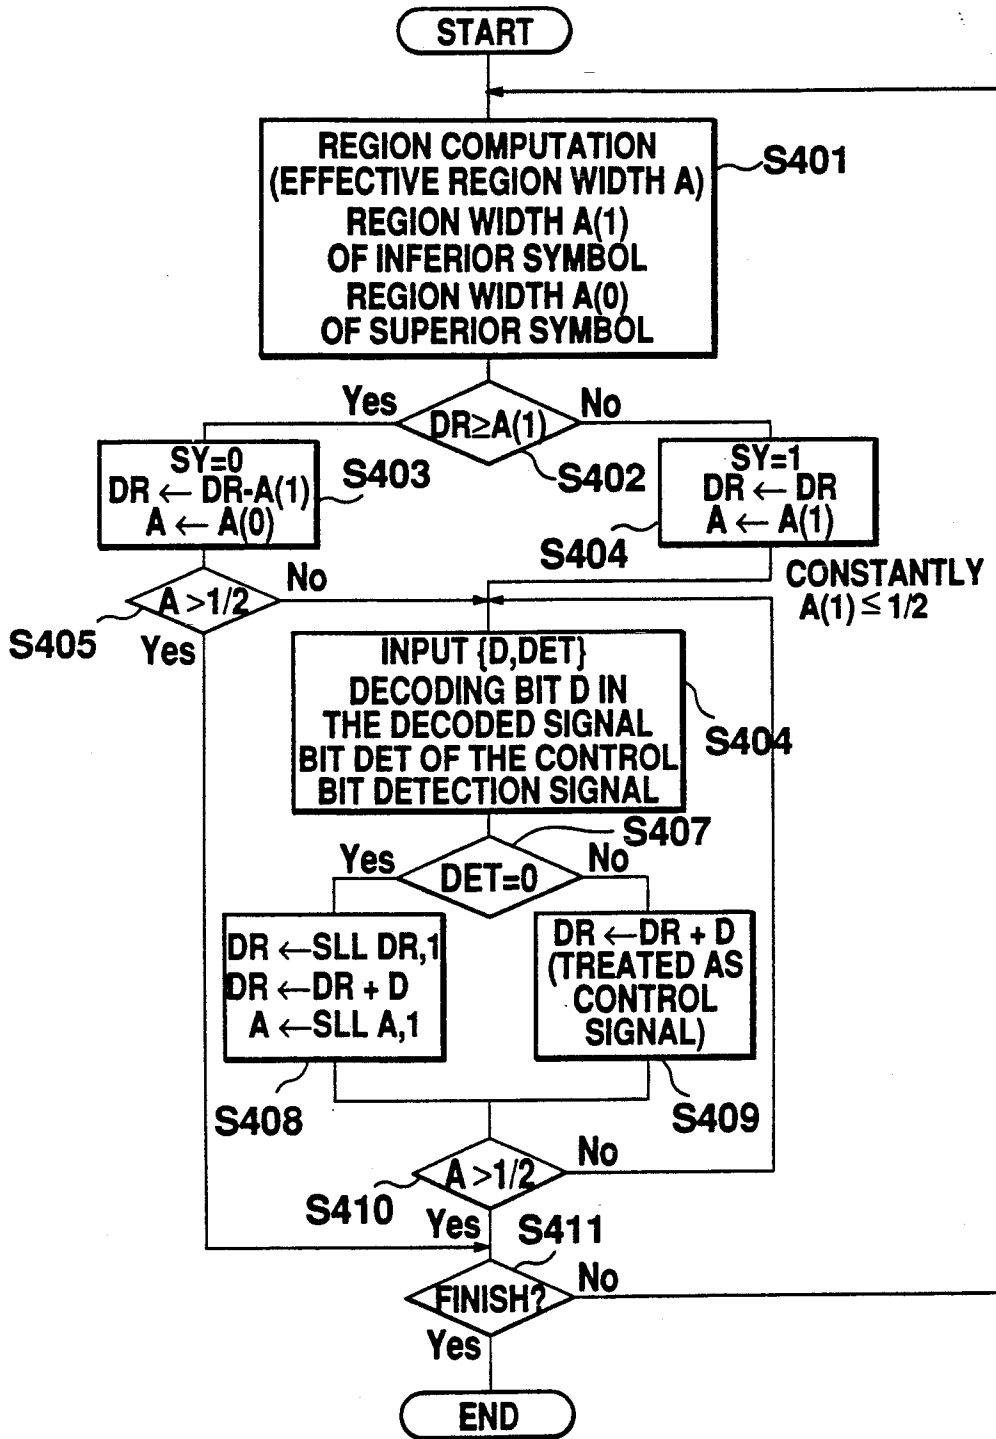 START
REGION COMPUTATION
(EFFECTIVE REGION WIDTH A)
REGION WIDTH A(1)
OF INFERIOR SYMBOL
REGION WIDTH A(0)
OF SUPERIOR SYMBOL
S401
Yes
DR≥A(1)
No
S402
SY=0
DR ← DR-A(1)
A ← A(0)
S403
SY=1
DR ← DR
A ← A(1)
S404
CONSTANTLY
A(1) ≤ 1/2
A >1/2
No
S405
Yes
INPUT {D,DET}
DECODING BIT D IN
THE DECODED SIGNAL
BIT DET OF THE CONTROL
BIT DETECTION SIGNAL
S404
S407
Yes
DET=0
No
DR ←SLL DR,1
DR ←DR + D
A ←SLL A,1
S408
DR ←DR + D
(TREATED AS
CONTROL
SIGNAL)
S409
A >1/2
No
S410
Yes
S411
FINISH?
No
Yes
END